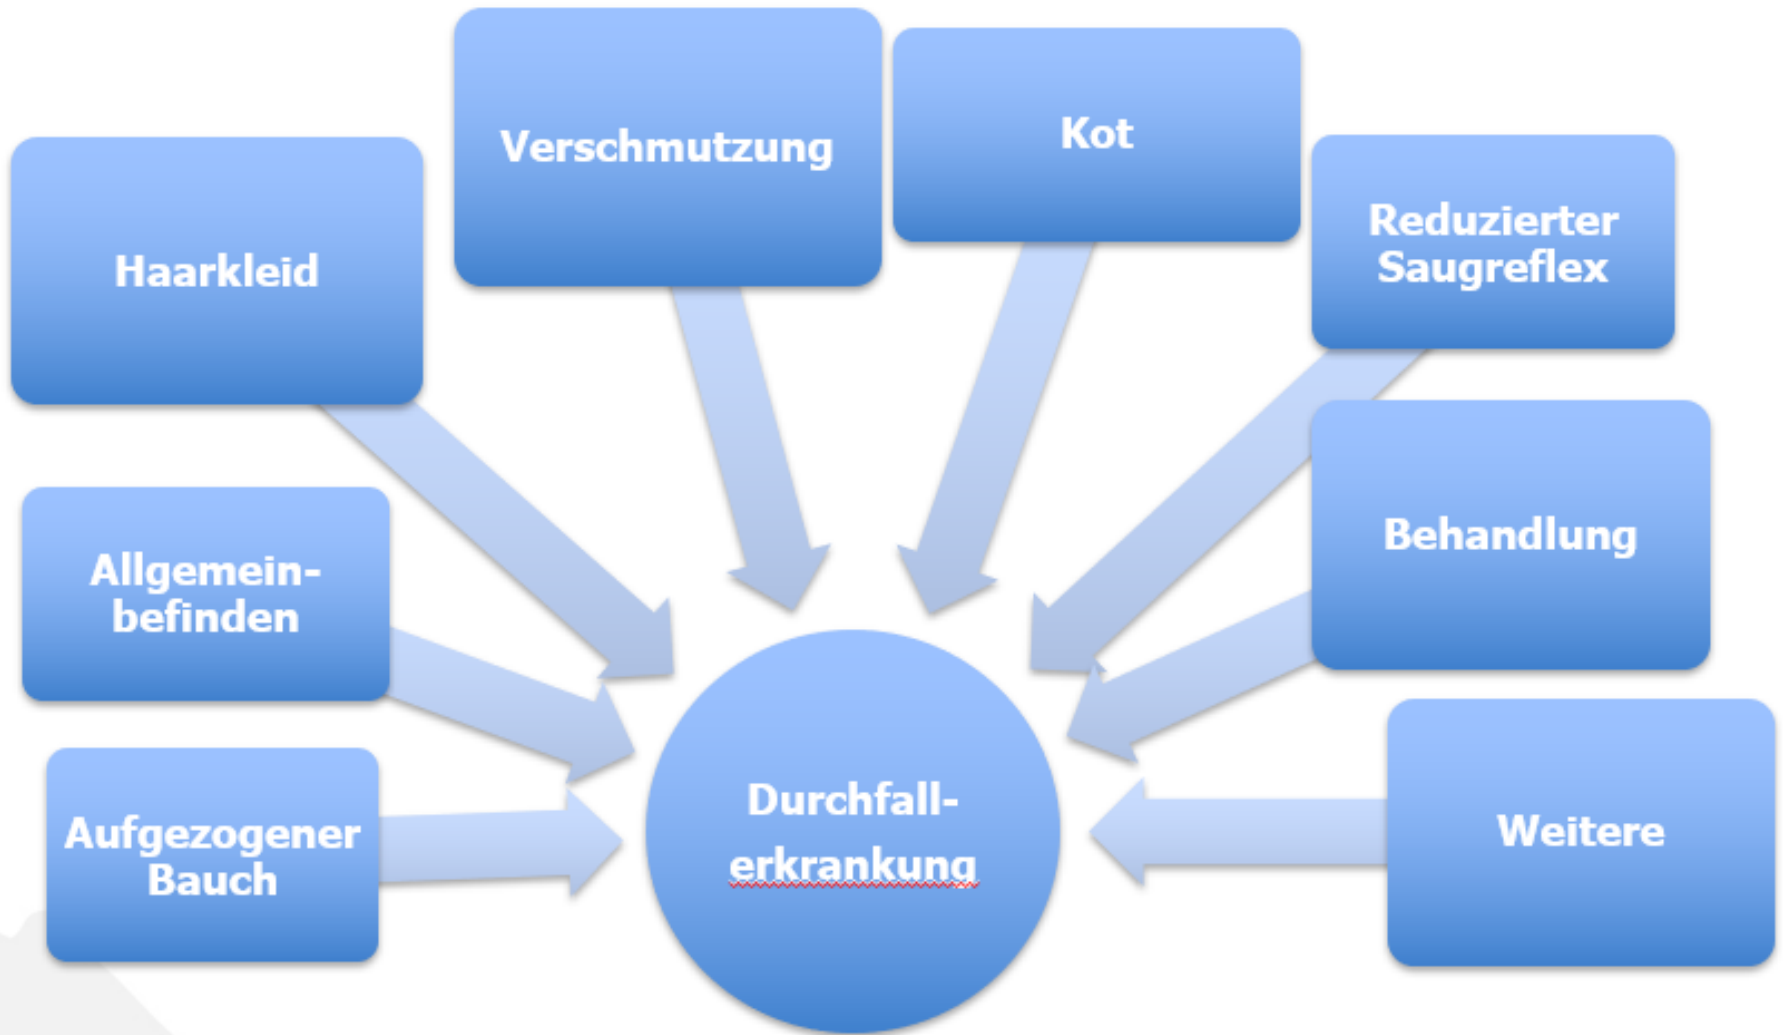 Verschmutzung
Kot
Haarkleid
Reduzierter
Saugreflex
Allgemein-
befinden
Behandlung
Aufgezogener
Bauch
Durchfall-
erkrankung
Weitere